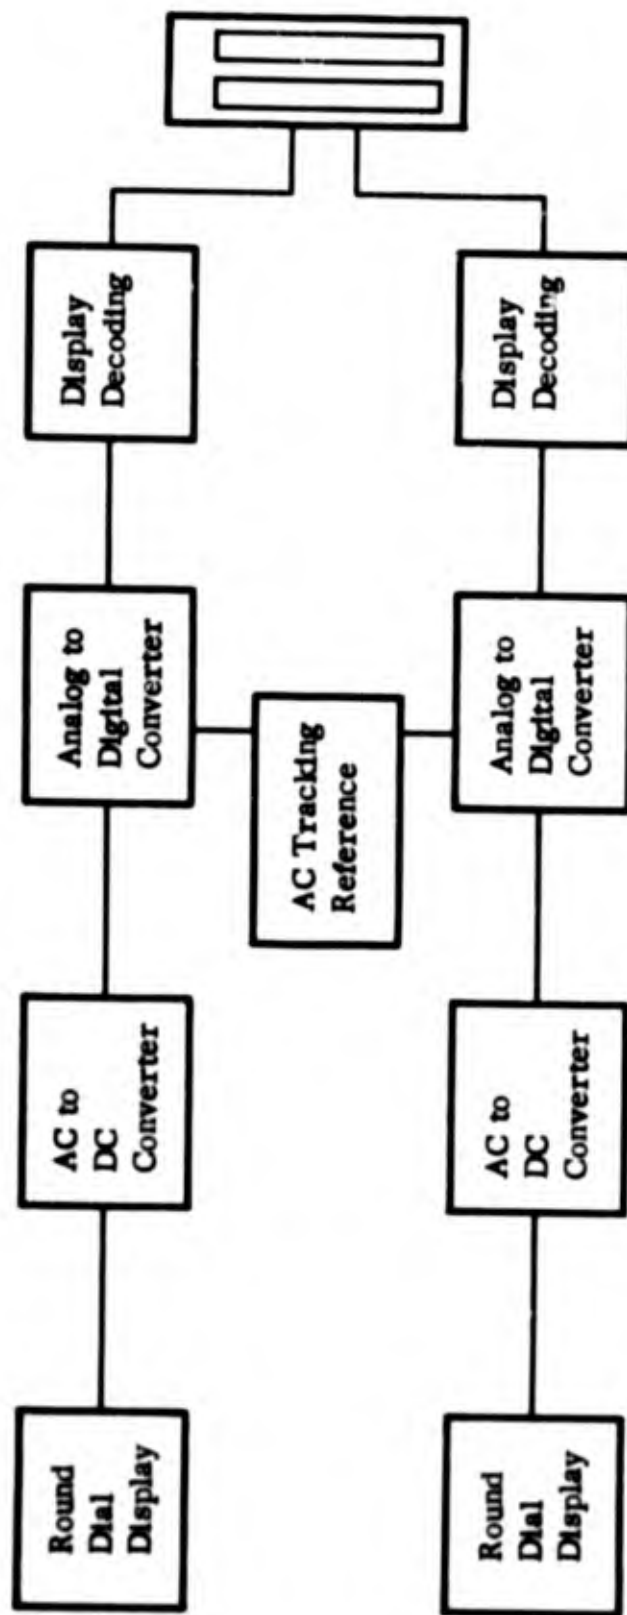 Round
Dial
Display
AC to
DC
Converter
Analog to
Digital
Converter
Display
Decoding
AC Tracking
Reference
Round
Dial
Display
AC to
DC
Converter
Analog to
Digital
Converter
Display
Decoding